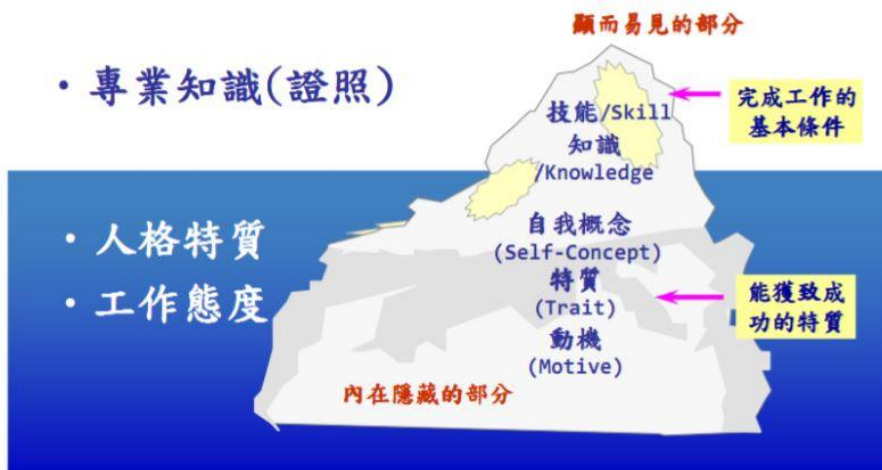 顯而易見的部分
• 專業知識(證照)
技能/Skill
知識
/Knowledge
完成工作的
基本條件
• 人格特質
• 工作態度
自我概念
(Self-Concept)
特質
(Trait)
動機
(Motive)
能獲致成
功的特質
內在隱藏的部分